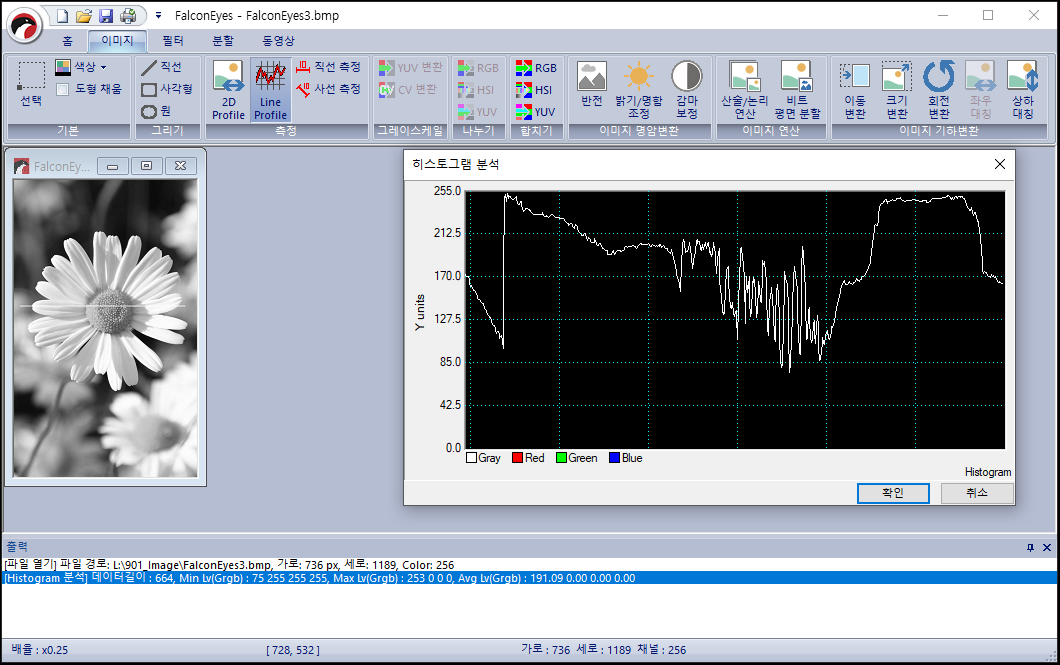 FalconEyes - FalconEyes3.bmp
홈 이미지 필터 분할 동영상
선택
색상
도형 채움
기본
직선
사각형
원
그리기
2D
Profile
Line
Profile
직선 측정
사선 측정
측정
YUV 변환
CV 변환
그레이스케일
RGB
HSI
YUV
나누기
RGB
HSI
YUV
합치기
반전
밝기/명함
조정
감마
보정
이미지 명암변환
산술/논리
연산
비트
평면 분할
이미지 연산
이동
변환
크기
변환
회전
변환
좌우
대칭
상하
대칭
이미지 기하변환
FalconEy...
히스토그램 분석
255.0
212.5
170.0
127.5
85.0
42.5
0.0
Y units
Gray Red Green Blue
Histogram
확인 취소
출력
[파일 열기] 파일 경로: L:\901_Image\FalconEyes3.bmp, 가로: 736 px, 세로: 1189, Color: 256
[Histogram 분석] 데이터길이 : 664, Min Lv(Grgb) : 75 255 255 255, Max Lv(Grgb) : 253 0 0 0, Avg Lv(Grgb) : 191.09 0.00 0.00 0.00
배율 : x0.25 [ 728, 532 ] 가로 : 736 세로 : 1189 채널 : 256